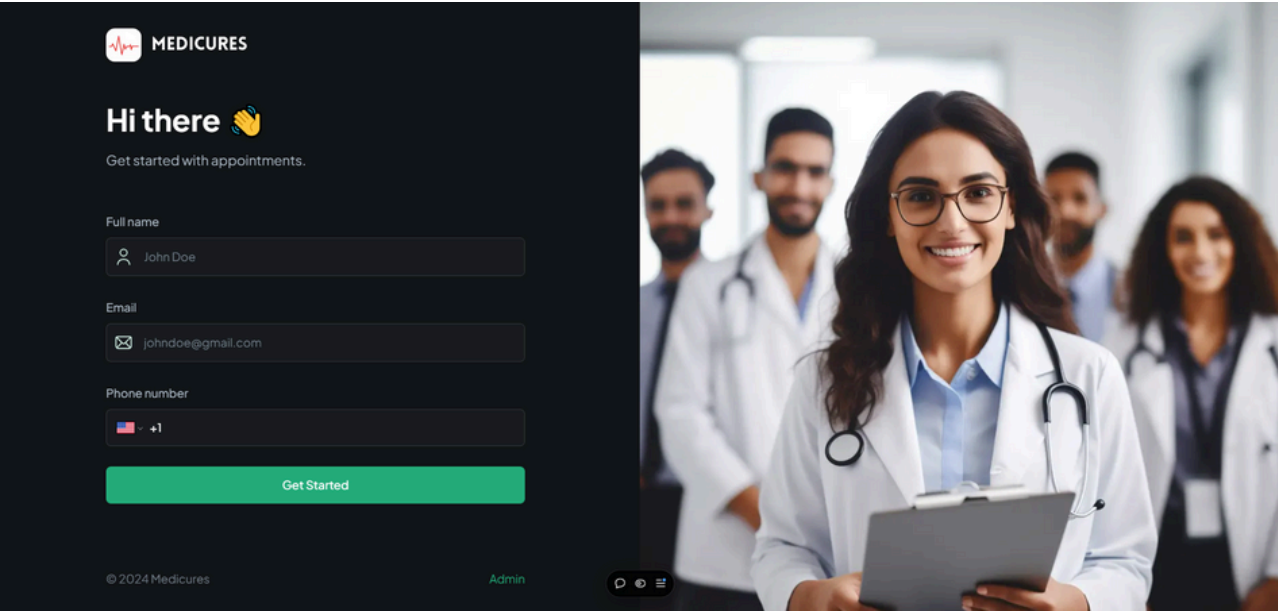 MEDICURES
Hi there 👋
Get started with appointments.
Full name
John Doe
Email
johndoe@gmail.com
Phone number
+1
Get Started
© 2024 Medicures
Admin